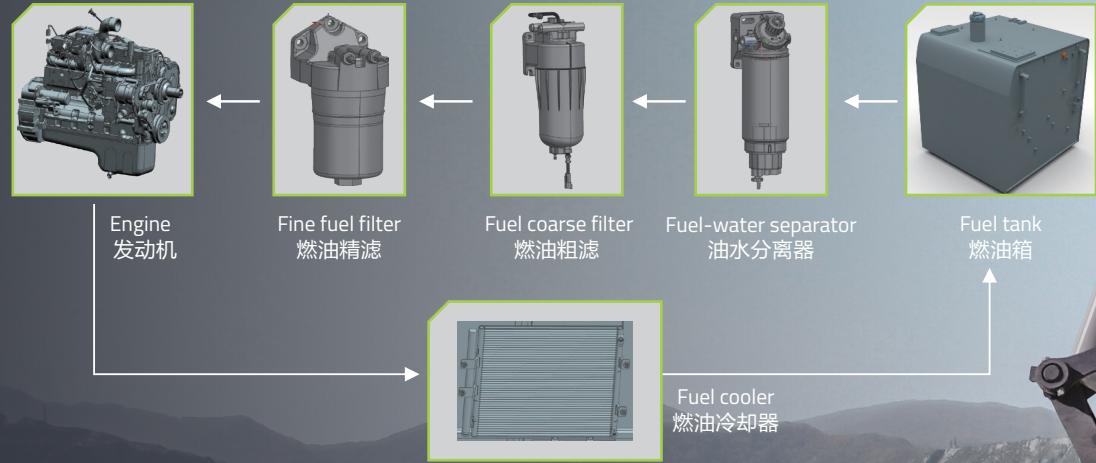 Engine
发动机
Fine fuel filter
燃油精滤
Fuel coarse filter
燃油粗滤
Fuel-water separator
油水分离器
Fuel tank
燃油箱
Fuel cooler
燃油冷却器